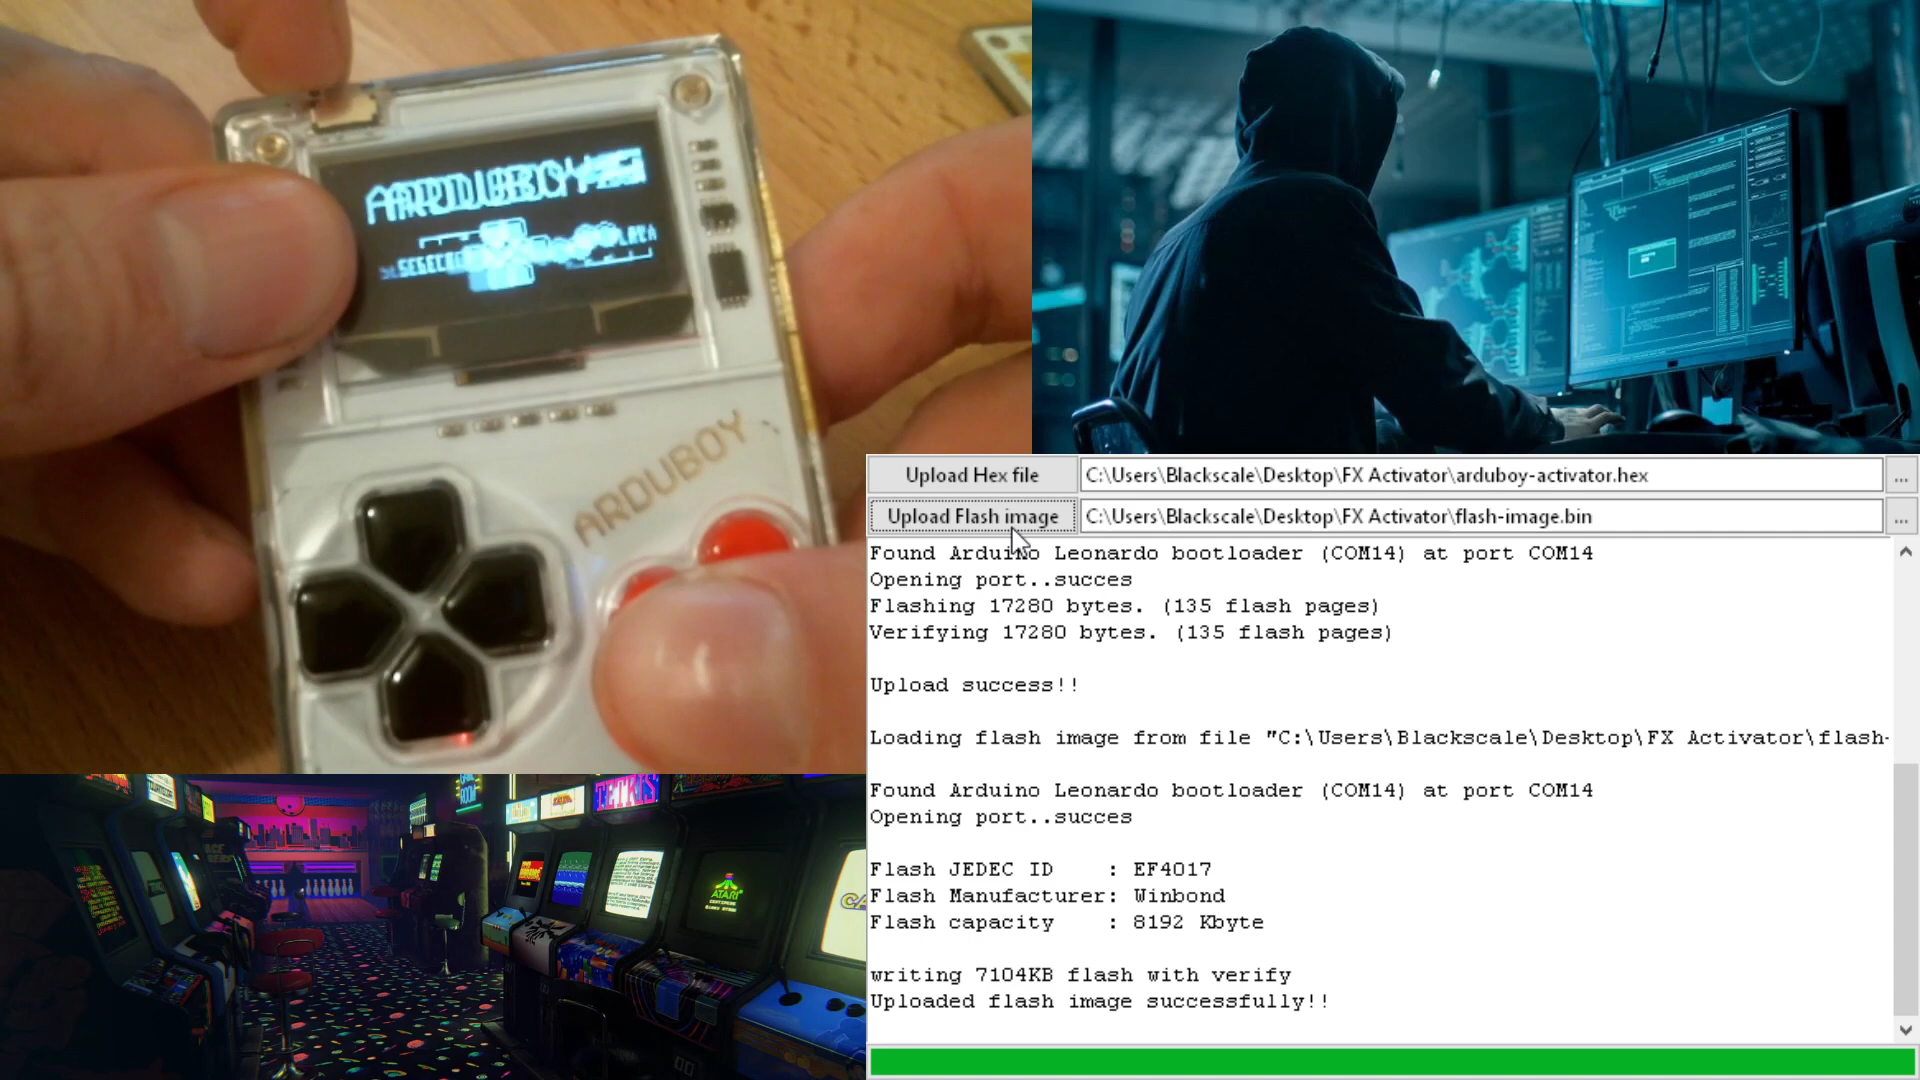 ARDUBOY
Upload Hex file
C:\Users\Blackscale\Desktop\FX Activator\arduboy-activator.hex
...
Upload Flash image
C:\Users\Blackscale\Desktop\FX Activator\flash-image.bin
...
Found Arduino Leonardo bootloader (COM14) at port COM14
Opening port..succes
Flashing 17280 bytes. (135 flash pages)
Verifying 17280 bytes. (135 flash pages)
Upload success!!
Loading flash image from file "C:\Users\Blackscale\Desktop\FX Activator\flash-
Found Arduino Leonardo bootloader (COM14) at port COM14
Opening port..succes
Flash JEDEC ID    : EF4017
Flash Manufacturer: Winbond
Flash capacity    : 8192 Kbyte
writing 7104KB flash with verify
Uploaded flash image successfully!!
GAME
ROOM
TETRIS
ATARI